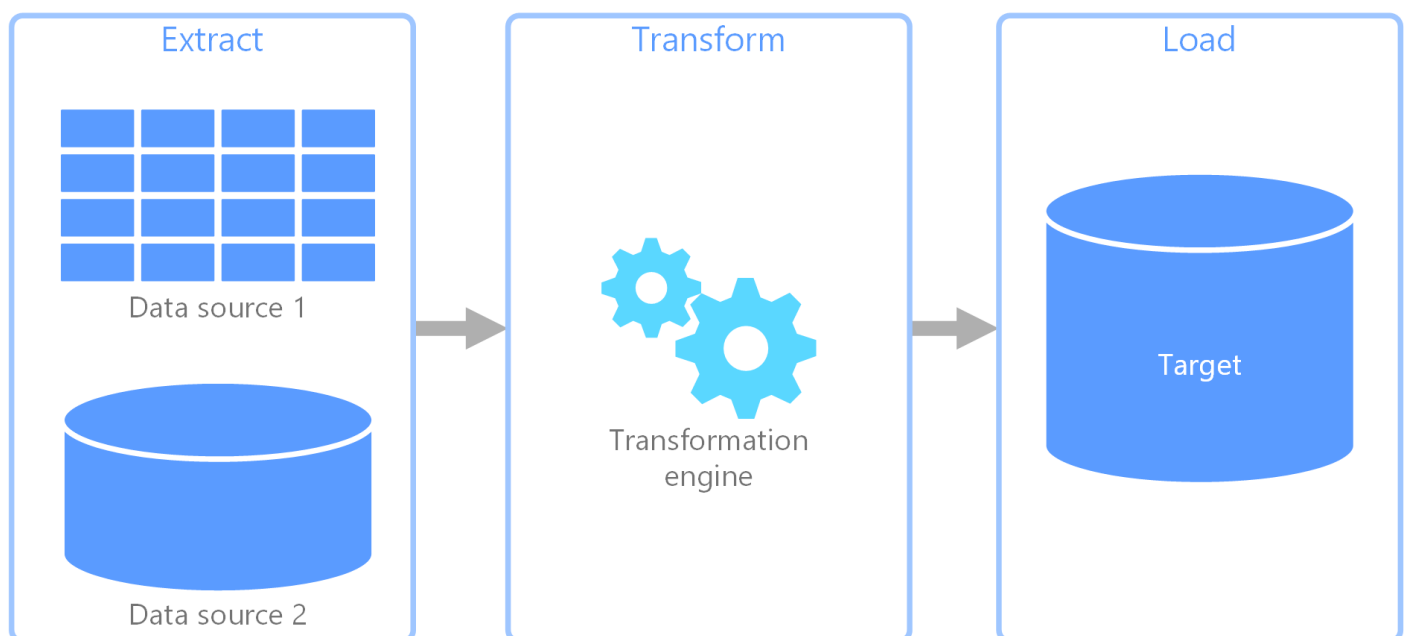 Extract
Data source 1
Data source 2
Transform
Transformation
engine
Load
Target